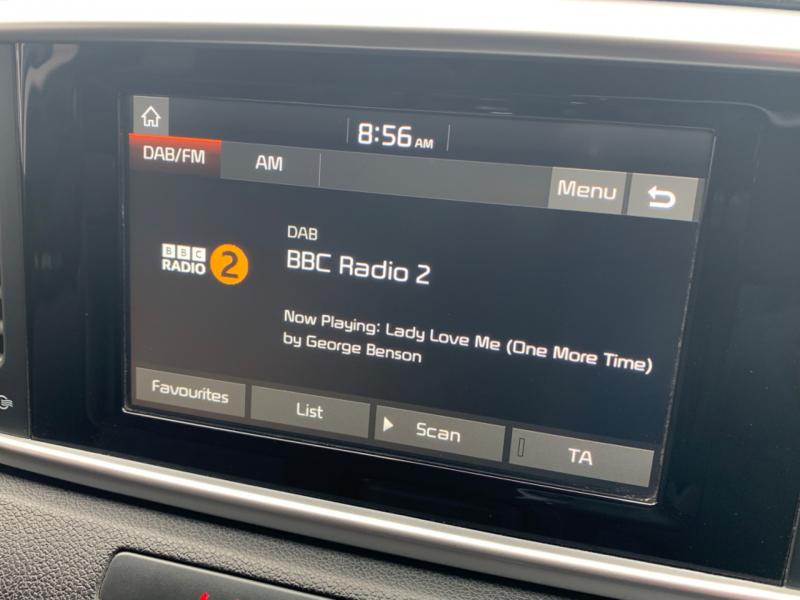 8:56 AM
DAB/FM AM Menu
DAB
BBC RADIO 2
BBC Radio 2
Now Playing: Lady Love Me (One More Time)
by George Benson
Favourites List Scan TA